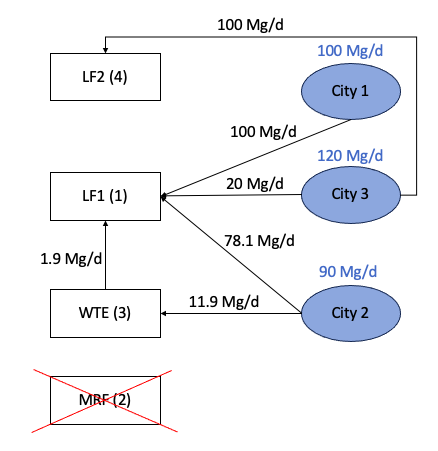 100 Mg/d
100 Mg/d
LF2 (4)
City 1
100 Mg/d
120 Mg/d
LF1 (1)
20 Mg/d
City 3
78.1 Mg/d
1.9 Mg/d
90 Mg/d
11.9 Mg/d
WTE (3)
City 2
MRF (2)